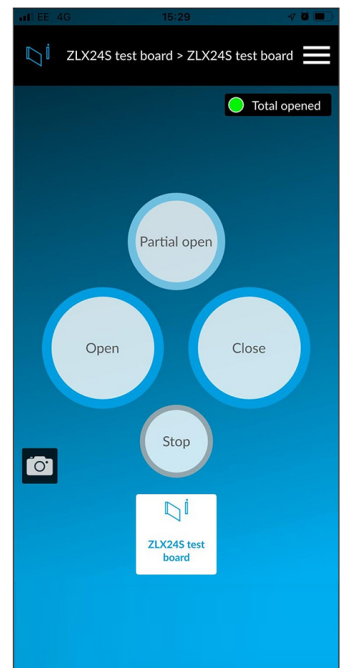 EE 4G 15:29
ZLX24S test board > ZLX24S test board
Total opened
Partial open
Open
Close
Stop
ZLX24S test
board